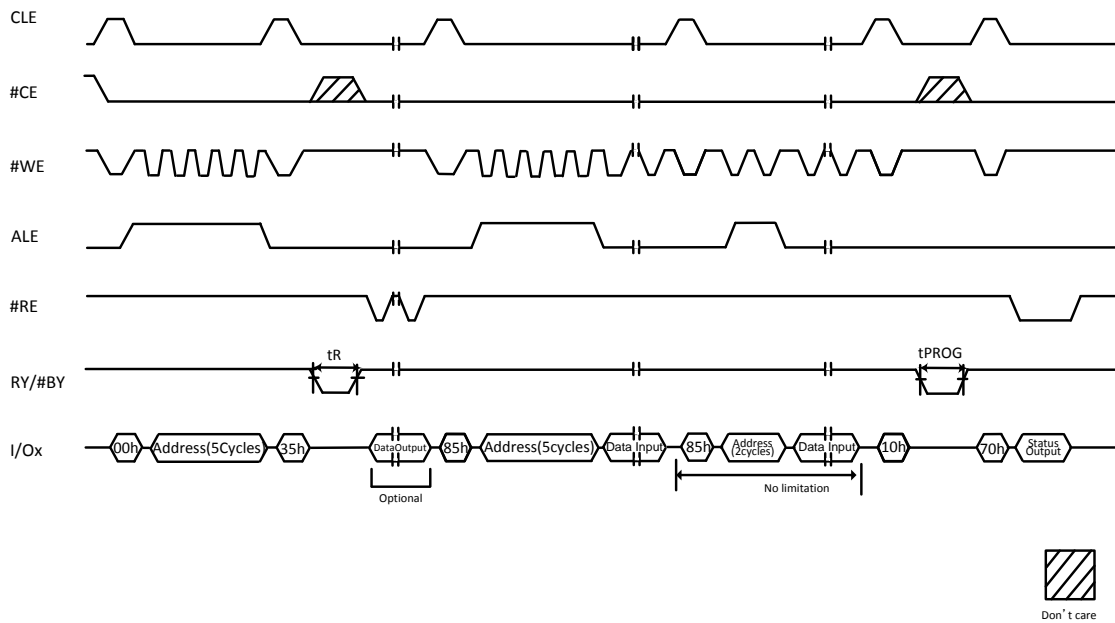 CLE
#CE
#WE
ALE
#RE
tR
tPROG
RY/#BY
I/Ox
00h
Address(5Cycles)
35h
DataOutput
85h
Address(5cycles)
Data Input
85h
Address
(2cycles)
Data Input
10h
70h
Status
Output
Optional
No limitation
Don't care